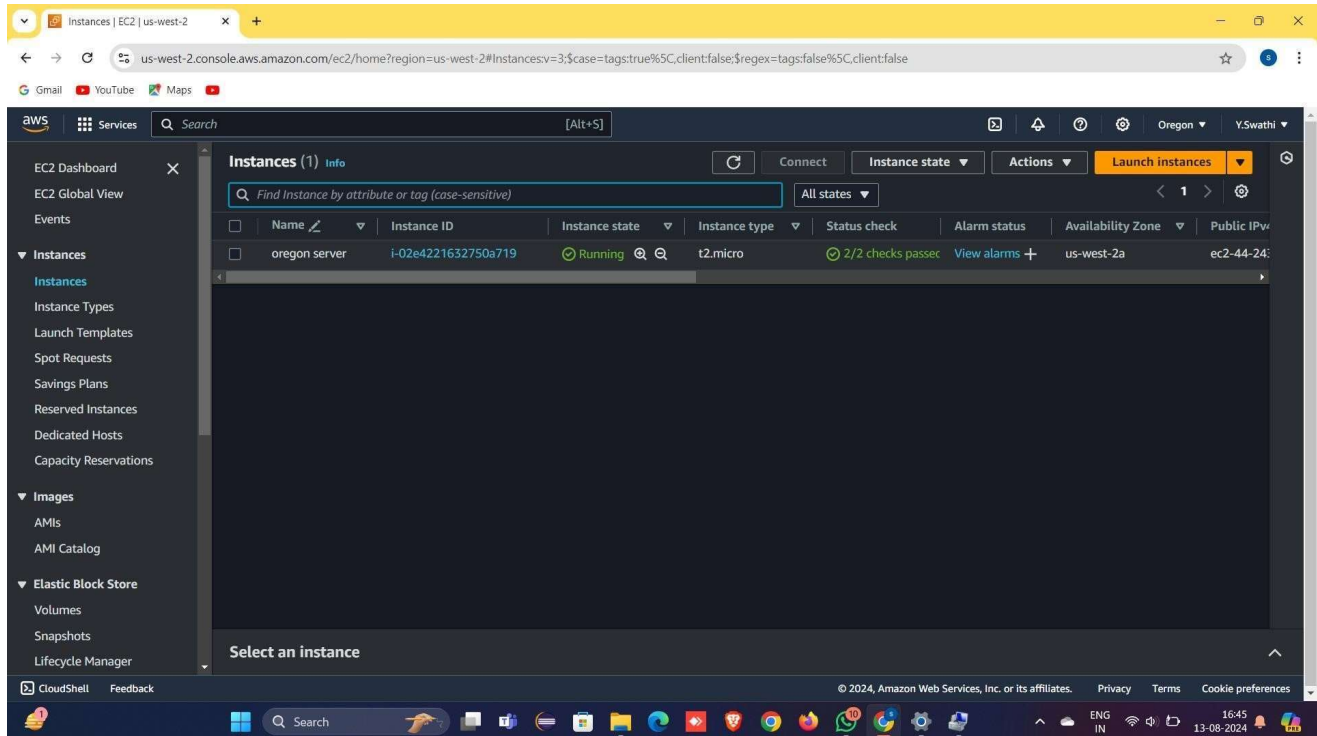 Instances | EC2 | us-west-2
us-west-2.console.aws.amazon.com/ec2/home?region=us-west-2#Instances:v=3;$case=tags:true%5C,client:false;$regex=tags:false%5C,client:false
S
Gmail YouTube Maps
aws Services Search [Alt+S] Oregon Y.Swathi
EC2 Dashboard
EC2 Global View
Events
Instances
Instances
Instance Types
Launch Templates
Spot Requests
Savings Plans
Reserved Instances
Dedicated Hosts
Capacity Reservations
Images
AMIs
AMI Catalog
Elastic Block Store
Volumes
Snapshots
Lifecycle Manager
Instances (1) Info Connect Instance state Actions Launch instances
Find Instance by attribute or tag (case-sensitive) All states 1
Name Instance ID Instance state Instance type Status check Alarm status Availability Zone Public IPv4
oregon server i-02e4221632750a719 Running t2.micro 2/2 checks passec View alarms + us-west-2a ec2-44-24
Select an instance
CloudShell Feedback © 2024, Amazon Web Services, Inc. or its affiliates. Privacy Terms Cookie preferences
1 Search 10 ENG 16:45
IN 13-08-2024 PRE